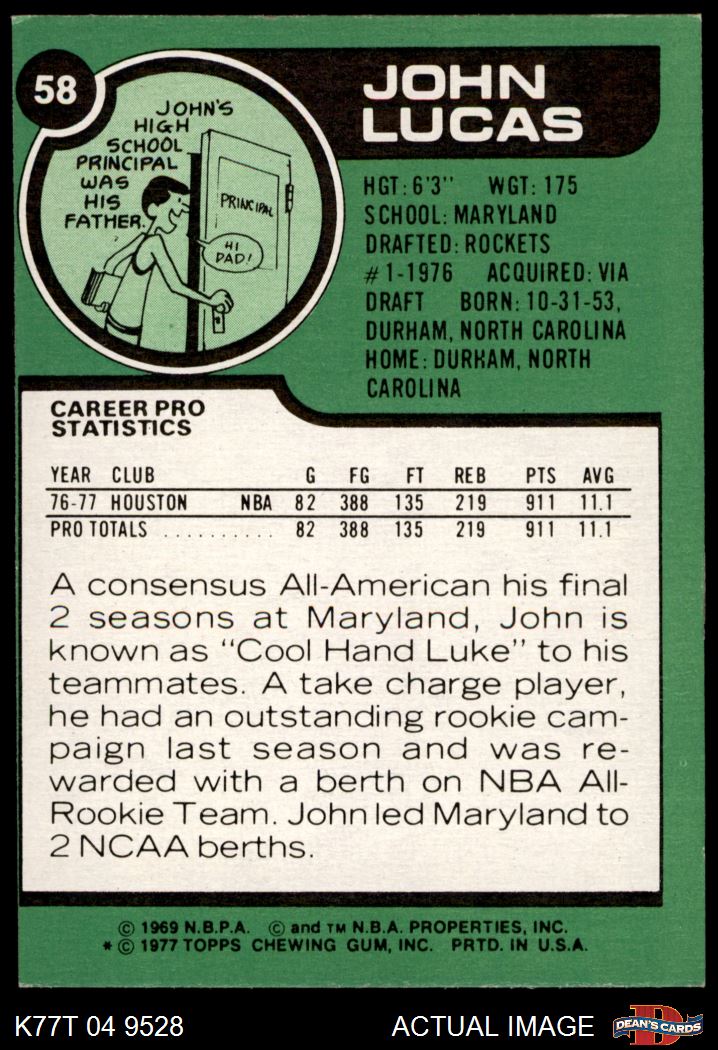 58
JOHN'S
HIGH
SCHOOL
PRINCIPAL
WAS
HIS
FATHER.
PRINCIPAL
HI
DAD!
JOHN
LUCAS
HGT: 6'3" WGT: 175
SCHOOL: MARYLAND
DRAFTED: ROCKETS
#1-1976 ACQUIRED: VIA
DRAFT BORN: 10-31-53,
DURHAM, NORTH CAROLINA
HOME: DURHAM, NORTH
CAROLINA
CAREER PRO
STATISTICS
YEAR CLUB G FG FT REB PTS AVG
76-77 HOUSTON NBA 82 388 135 219 911 11.1
PRO TOTALS .......... 82 388 135 219 911 11.1
A consensus All-American his final
2 seasons at Maryland, John is
known as "Cool Hand Luke" to his
teammates. A take charge player,
he had an outstanding rookie cam-
paign last season and was re-
warded with a berth on NBA All-
Rookie Team. John led Maryland to
2 NCAA berths.
© 1969 N.B.P.A. © and TM N.B.A. PROPERTIES, INC.
* © 1977 TOPPS CHEWING GUM, INC. PRTD. IN U.S.A.
K77T 04 9528 ACTUAL IMAGE D DEAN'S CARDS